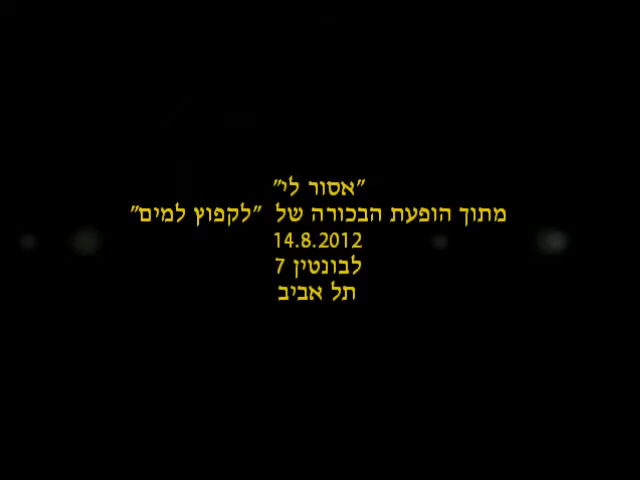 "אסור לי"
מתוך הופעת הבכורה של "לקפוץ למים"
14.8.2012
לבונטין 7
תל אביב